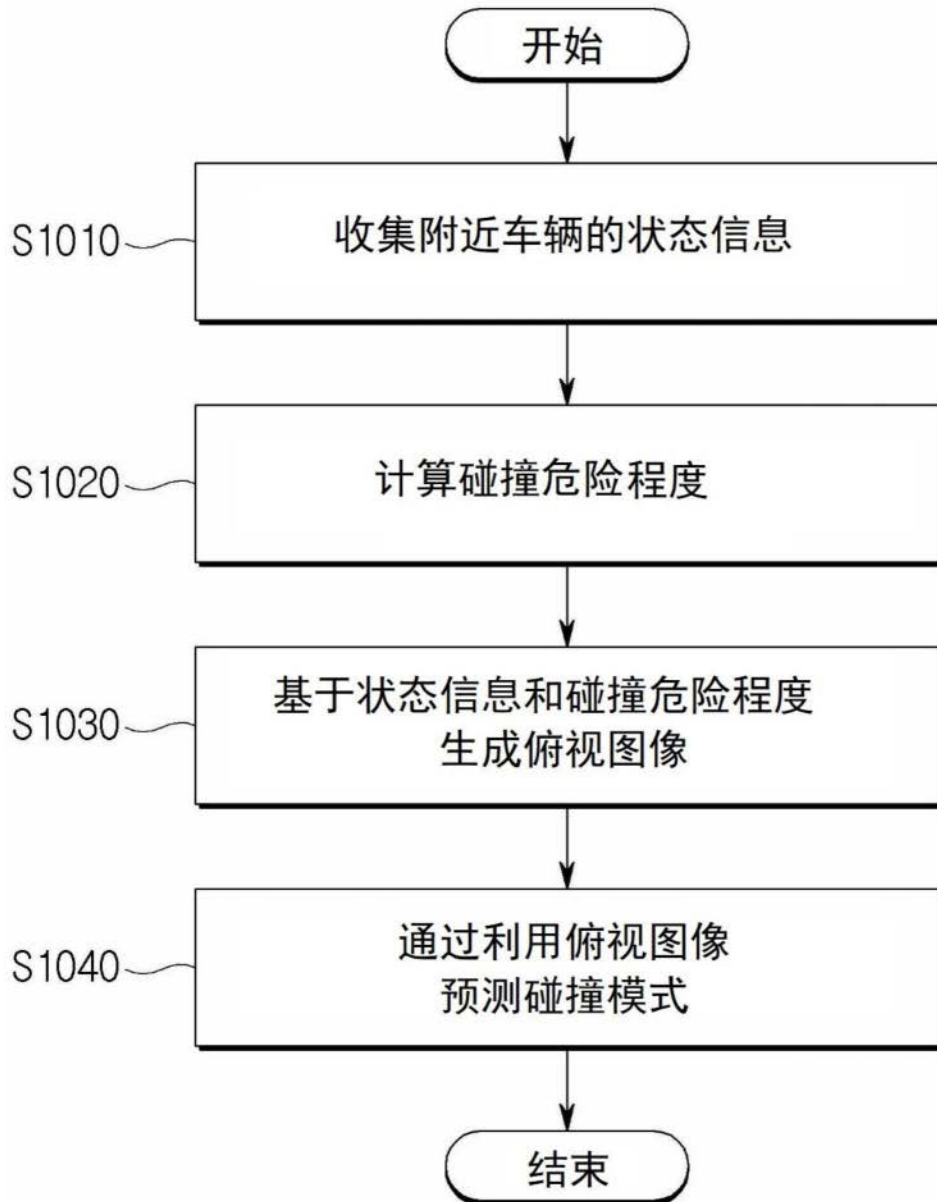 开始
S1010
收集附近车辆的状态信息
S1020
计算碰撞危险程度
S1030
基于状态信息和碰撞危险程度
生成俯视图像
S1040
通过利用俯视图像
预测碰撞模式
结束